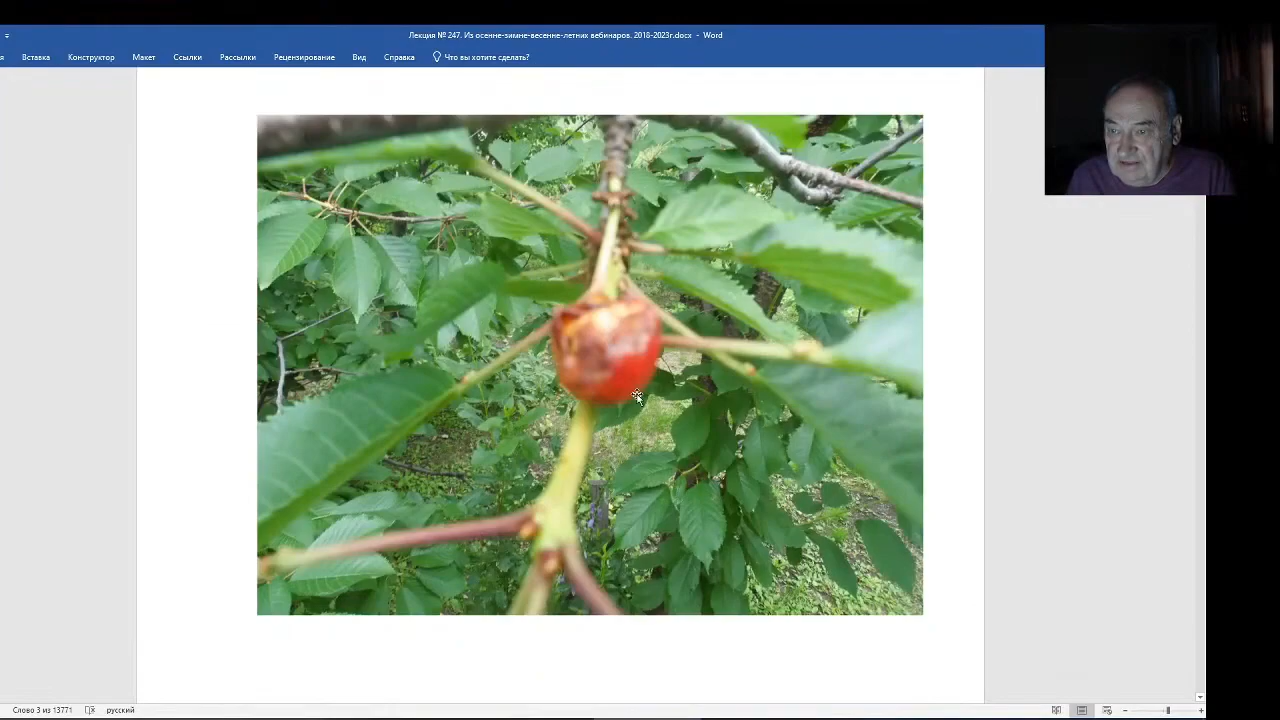 Лекция № 247. Из осенне-зимне-весенне-летних вебинаров. 2018-2023г.docx - Word
я Вставка Конструктор Макет Ссылки Рассылки Рецензирование Вид Справка Что вы хотите сделать?
Слово 3 из 13771 русский